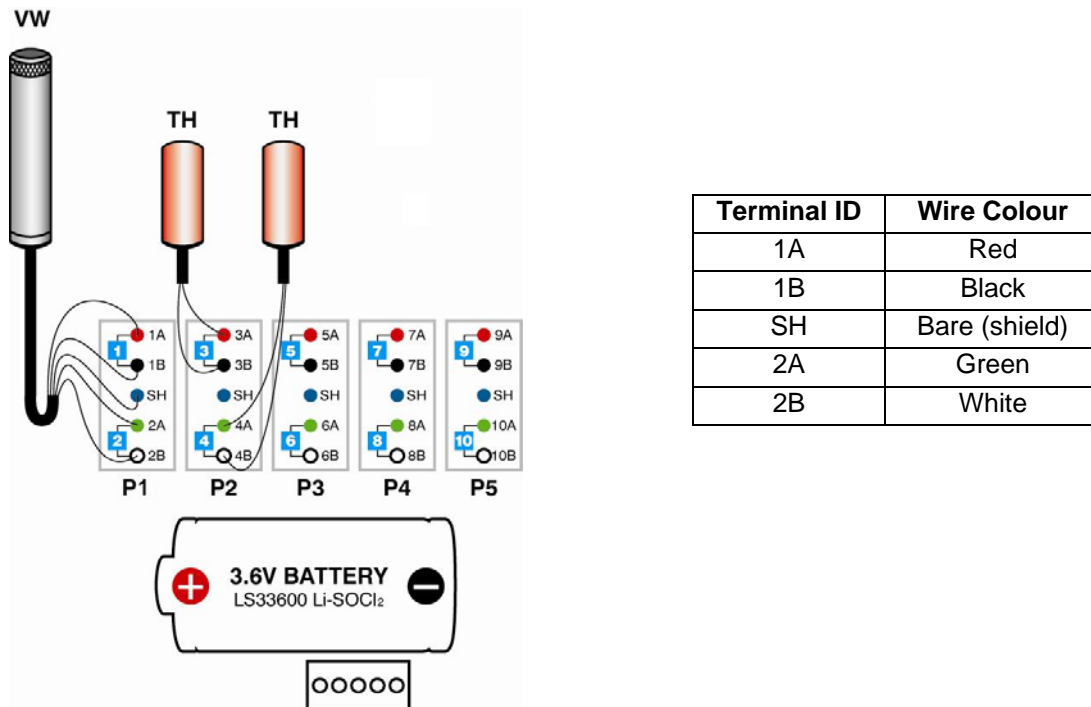 VW
TH TH
1 1A 3 3A 5 5A 7 7A 9 9A
1B 3B 5B 7B 9B
SH SH SH SH SH
2 2A 4 4A 6 6A 8 8A 10 10A
2B 4B 6B 8B 10B
P1 P2 P3 P4 P5
+ 3.6V BATTERY −
LS33600 Li-SOCl₂
Terminal ID Wire Colour
1A Red
1B Black
SH Bare (shield)
2A Green
2B White